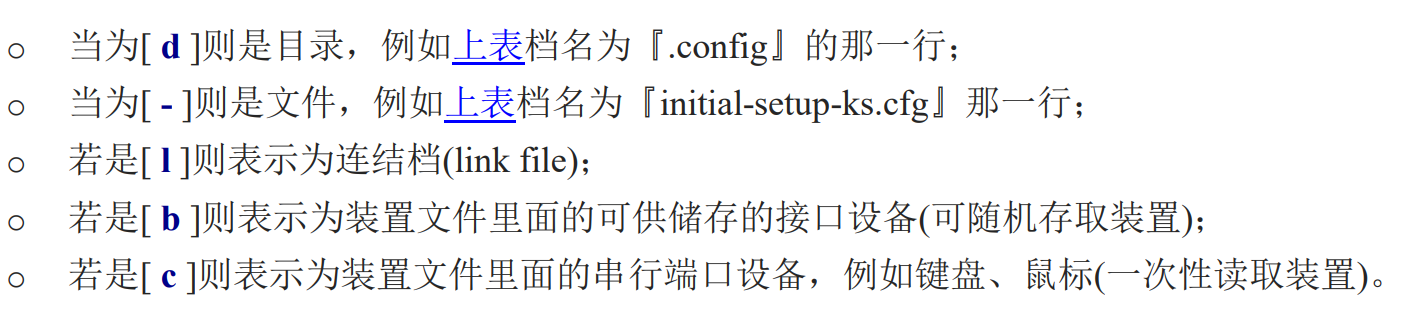 ○ 当为[ d ]则是目录，例如上表档名为『.config』的那一行；
○ 当为[ - ]则是文件，例如上表档名为『initial-setup-ks.cfg』那一行；
○ 若是[ l ]则表示为连结档(link file)；
○ 若是[ b ]则表示为装置文件里面的可供储存的接口设备(可随机存取装置)；
○ 若是[ c ]则表示为装置文件里面的串行端口设备，例如键盘、鼠标(一次性读取装置)。